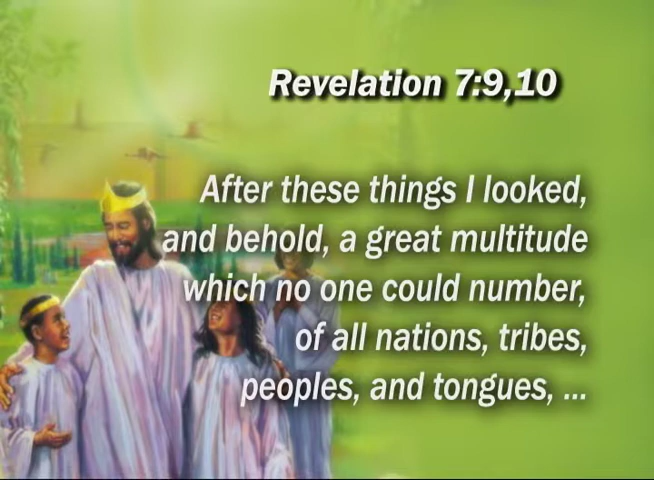 Revelation 7:9,10
After these things I looked,
and behold, a great multitude
which no one could number,
of all nations, tribes,
peoples, and tongues, ...